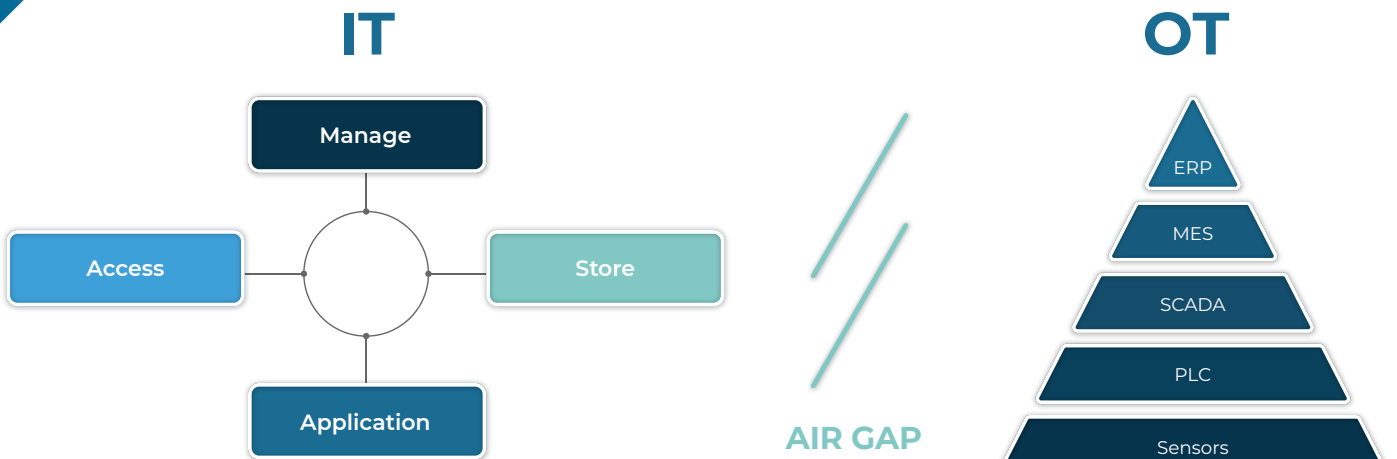 IT
Manage
Access
Store
Application
AIR GAP
OT
ERP
MES
SCADA
PLC
Sensors